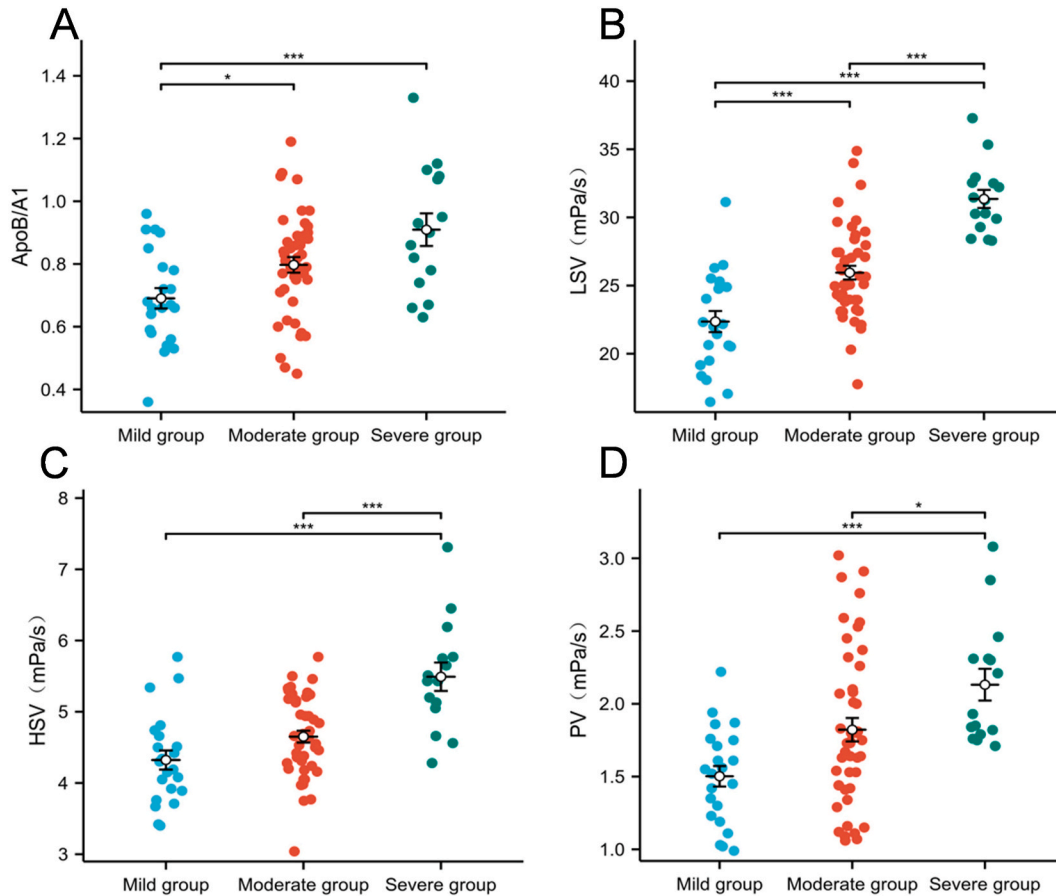 A
ApoB/A1
1.4
1.2
1.0
0.8
0.6
0.4
***
*
Mild group
Moderate group
Severe group
B
LSV（mPa/s）
40
35
30
25
20
***
***
***
Mild group
Moderate group
Severe group
C
HSV（mPa/s）
8
7
6
5
4
3
***
***
Mild group
Moderate group
Severe group
D
PV（mPa/s）
3.0
2.5
2.0
1.5
1.0
*
***
Mild group
Moderate group
Severe group